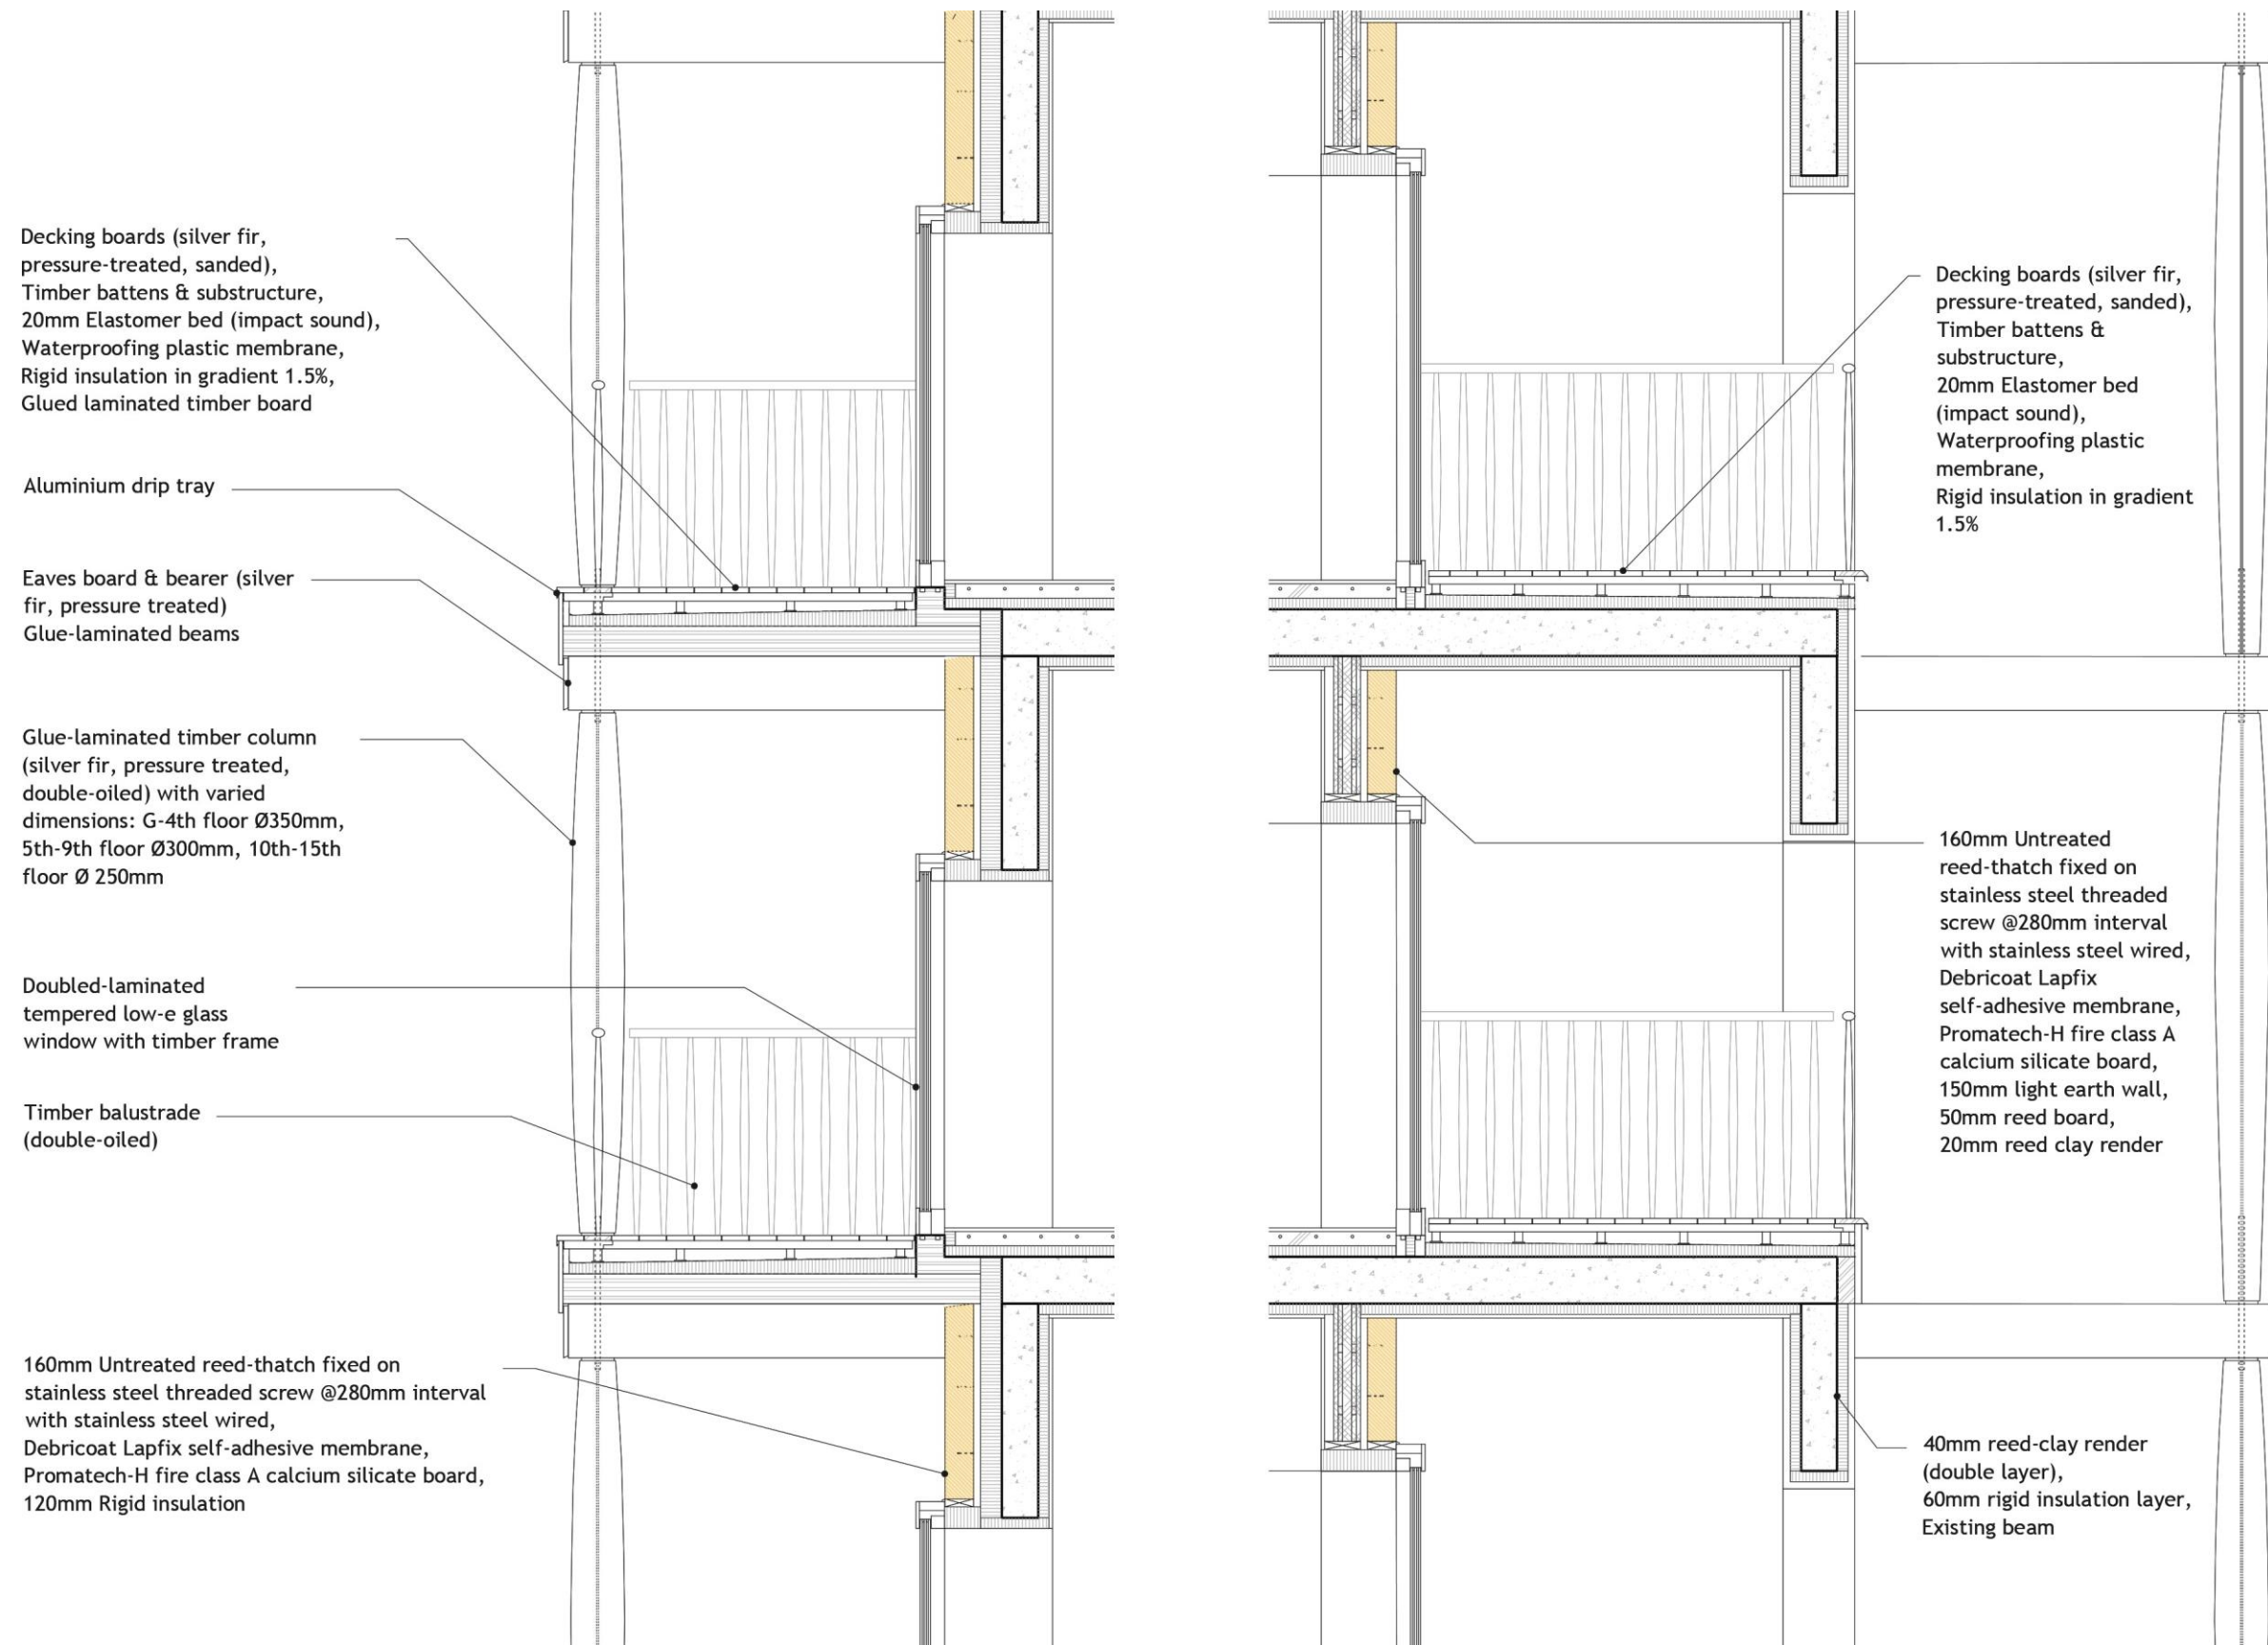 Decking boards (silver fir,
pressure-treated, sanded),
Timber battens & substructure,
20mm Elastomer bed (impact sound),
Waterproofing plastic membrane,
Rigid insulation in gradient 1.5%,
Glued laminated timber board
Aluminium drip tray
Eaves board & bearer (silver
fir, pressure treated)
Glue-laminated beams
Glue-laminated timber column
(silver fir, pressure treated,
double-oiled) with varied
dimensions: G-4th floor Ø350mm,
5th-9th floor Ø300mm, 10th-15th
floor Ø 250mm
Doubled-laminated
tempered low-e glass
window with timber frame
Timber balustrade
(double-oiled)
160mm Untreated reed-thatch fixed on
stainless steel threaded screw @280mm interval
with stainless steel wired,
Debricoat Lapfix self-adhesive membrane,
Promatech-H fire class A calcium silicate board,
120mm Rigid insulation
Decking boards (silver fir,
pressure-treated, sanded),
Timber battens &
substructure,
20mm Elastomer bed
(impact sound),
Waterproofing plastic
membrane,
Rigid insulation in gradient
1.5%
160mm Untreated
reed-thatch fixed on
stainless steel threaded
screw @280mm interval
with stainless steel wired,
Debricoat Lapfix
self-adhesive membrane,
Promatech-H fire class A
calcium silicate board,
150mm light earth wall,
50mm reed board,
20mm reed clay render
40mm reed-clay render
(double layer),
60mm rigid insulation layer,
Existing beam